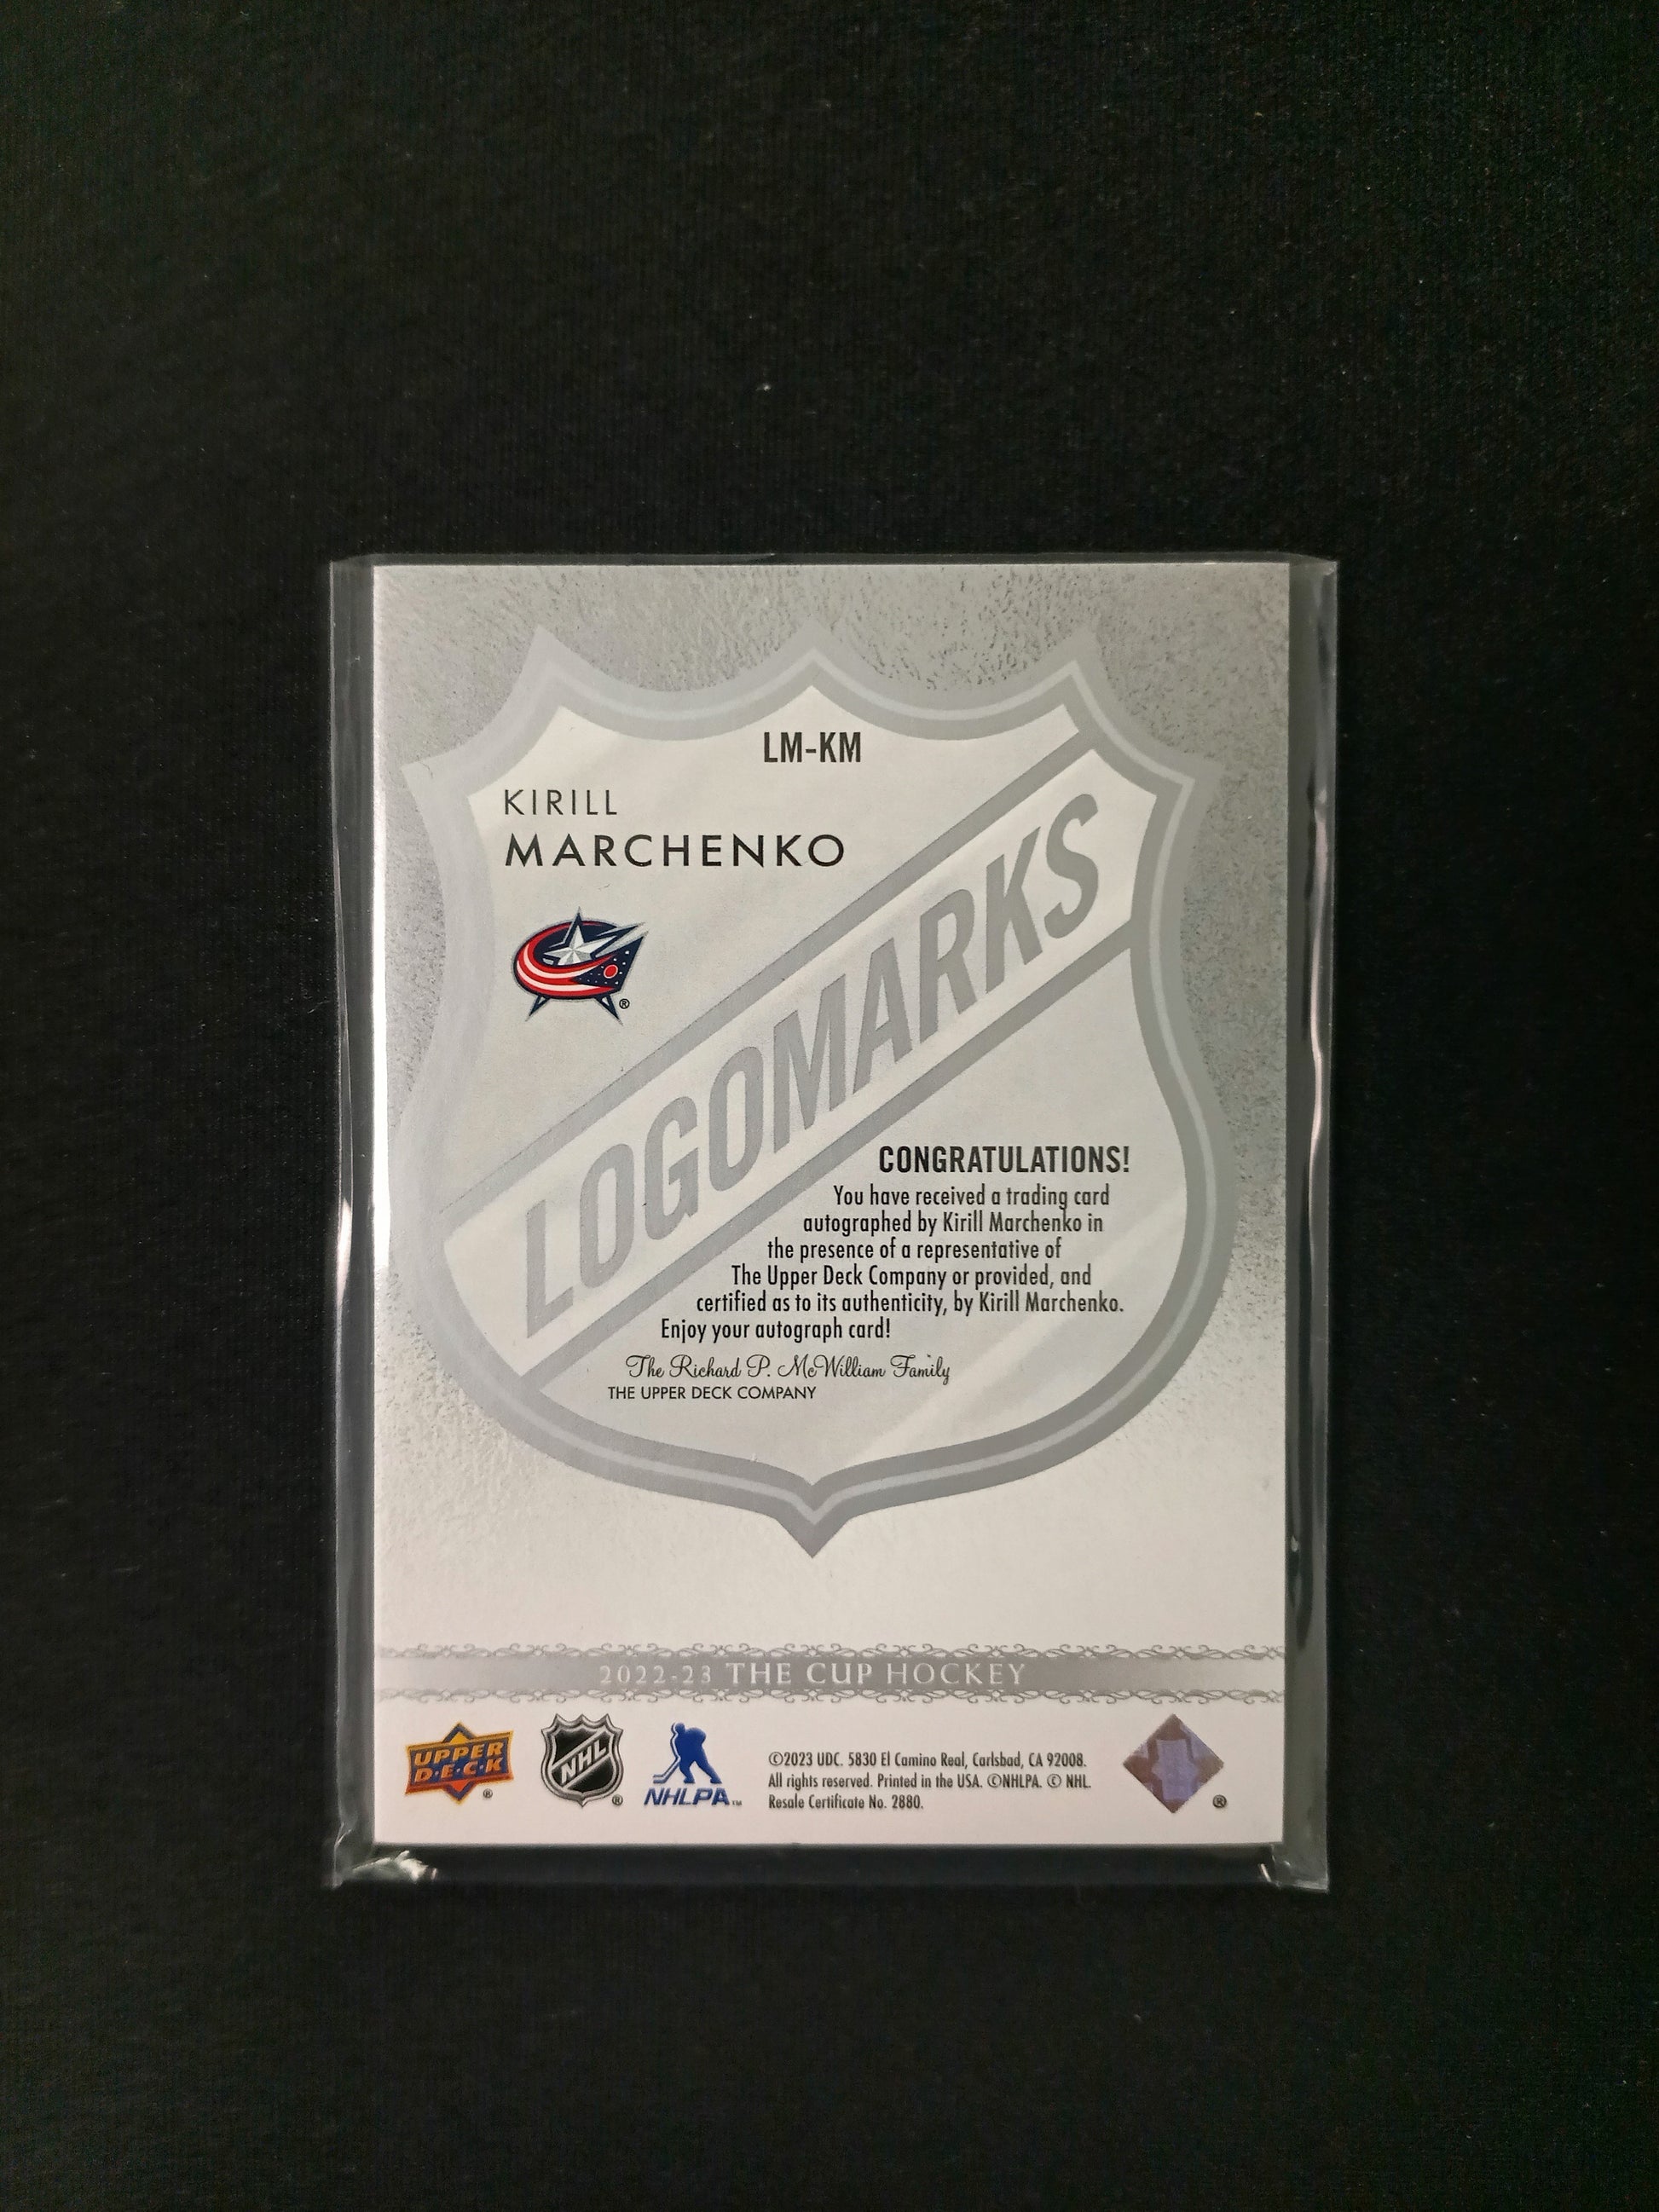 LM-KM
KIRILL
MARCHENKO
®
LOGOMARKS
CONGRATULATIONS!
You have received a trading card
autographed by Kirill Marchenko in
the presence of a representative of
The Upper Deck Company or provided, and
certified as to its authenticity, by Kirill Marchenko.
Enjoy your autograph card!
The Richard P. McWilliam Family
THE UPPER DECK COMPANY
2022-23 THE CUP HOCKEY
UPPER
D·E·C·K
®
NHL
®
NHLPA™
©2023 UDC. 5830 El Camino Real, Carlsbad, CA 92008.
All rights reserved. Printed in the USA. ©NHLPA. © NHL.
Resale Certificate No. 2880.
®